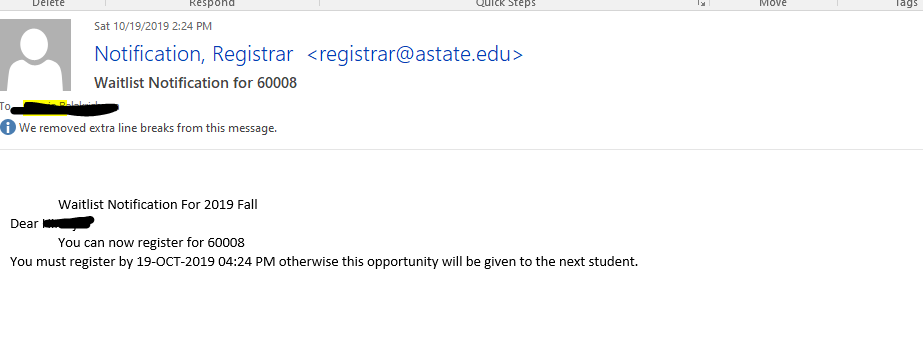 Delete Respond Quick Steps Move Tags
Sat 10/19/2019 2:24 PM
Notification, Registrar <registrar@astate.edu>
Waitlist Notification for 60008
To
We removed extra line breaks from this message.
Waitlist Notification For 2019 Fall
Dear
You can now register for 60008
You must register by 19-OCT-2019 04:24 PM otherwise this opportunity will be given to the next student.